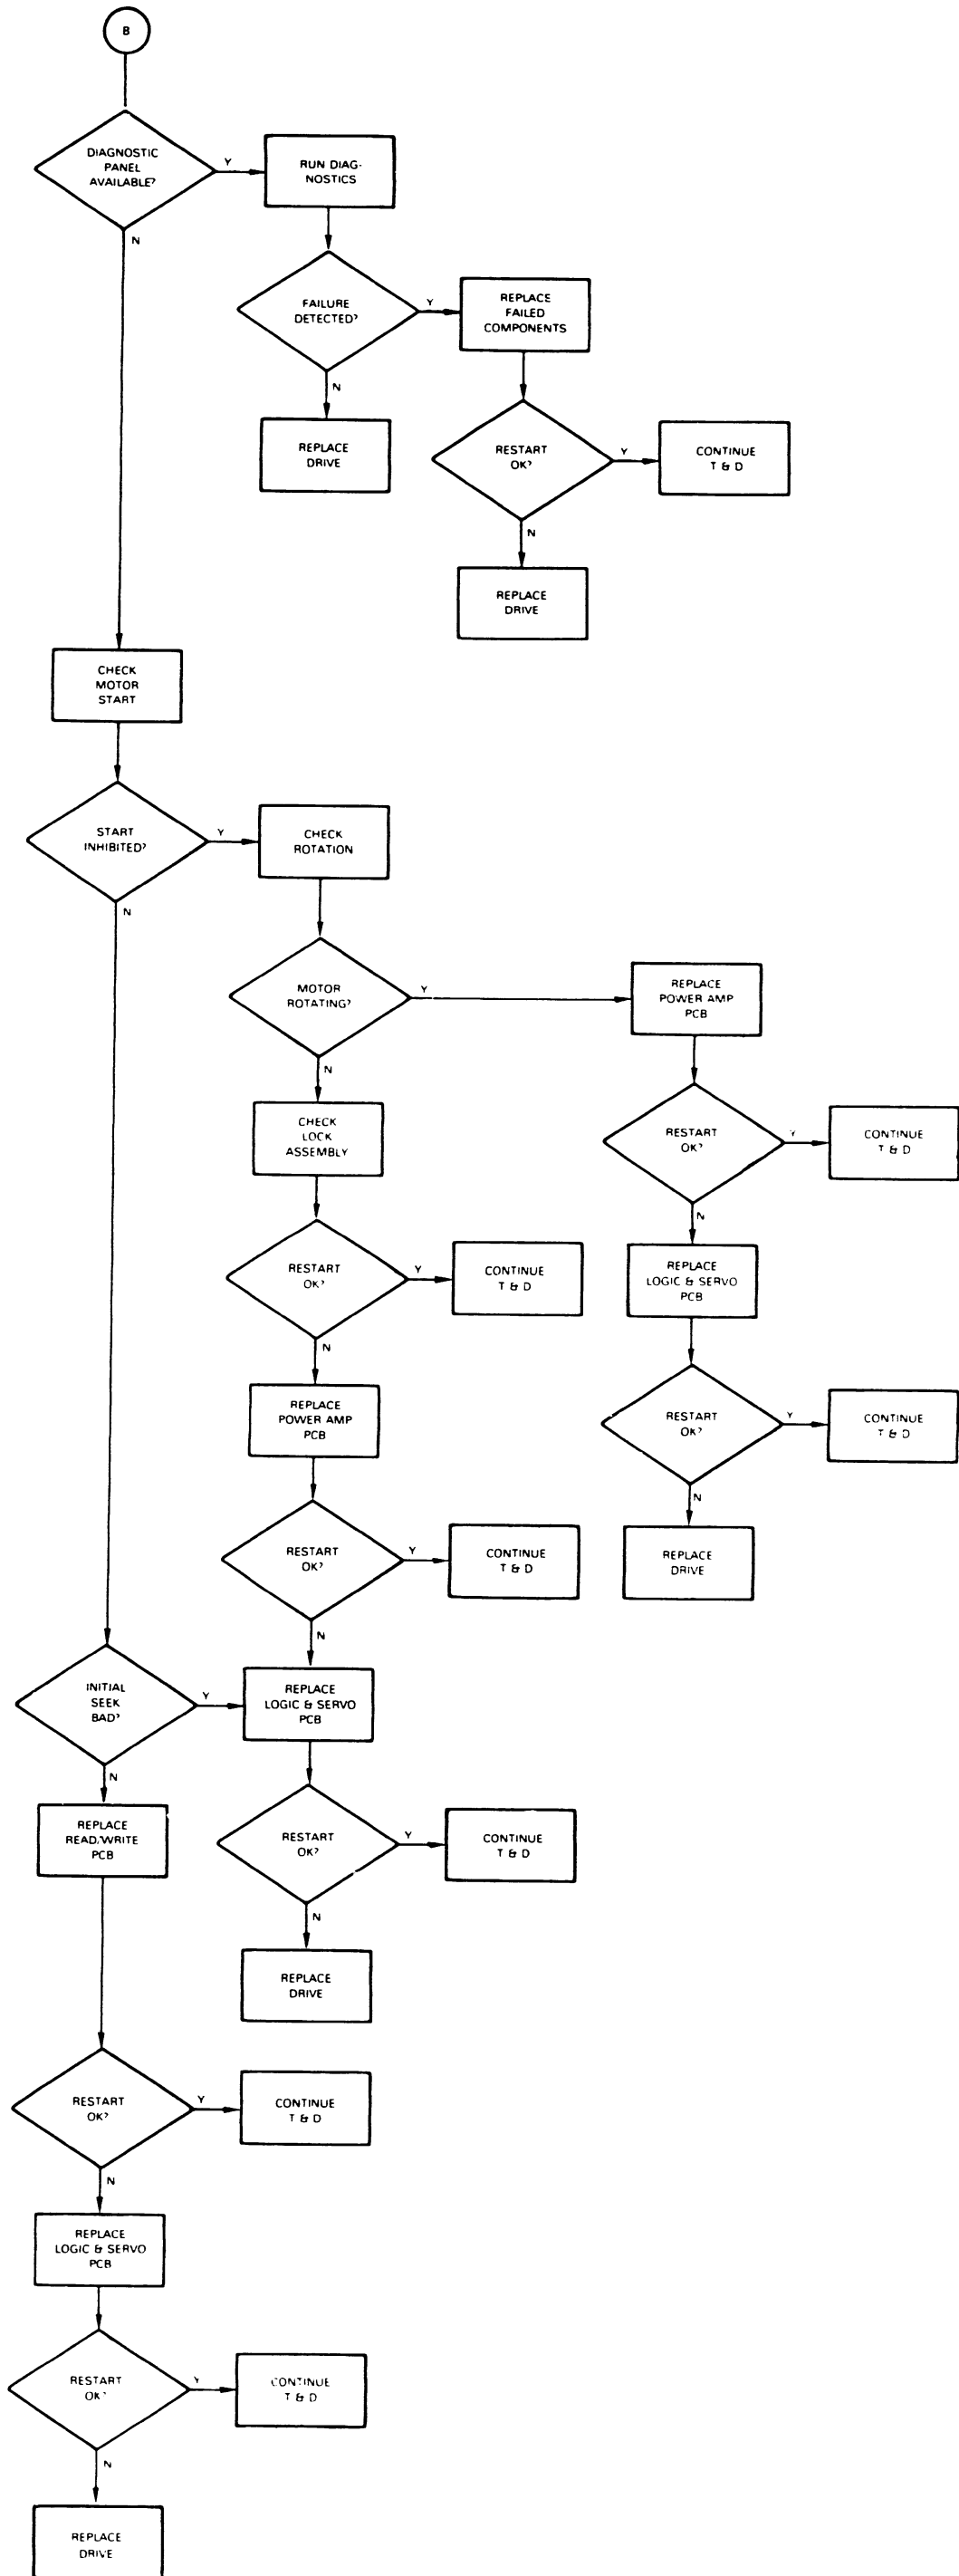 B
DIAGNOSTIC
PANEL
AVAILABLE?
Y
RUN DIAG-
NOSTICS
N
FAILURE
DETECTED?
Y
REPLACE
FAILED
COMPONENTS
N
REPLACE
DRIVE
RESTART
OK?
Y
CONTINUE
T & D
N
REPLACE
DRIVE
CHECK
MOTOR
START
START
INHIBITED?
Y
CHECK
ROTATION
N
MOTOR
ROTATING?
Y
REPLACE
POWER AMP
PCB
N
CHECK
LOCK
ASSEMBLY
RESTART
OK?
Y
CONTINUE
T & D
N
REPLACE
LOGIC & SERVO
PCB
RESTART
OK?
Y
CONTINUE
T & D
N
REPLACE
POWER AMP
PCB
RESTART
OK?
Y
CONTINUE
T & D
N
REPLACE
DRIVE
RESTART
OK?
Y
CONTINUE
T & D
N
INITIAL
SEEK
BAD?
Y
REPLACE
LOGIC & SERVO
PCB
N
REPLACE
READ/WRITE
PCB
RESTART
OK?
Y
CONTINUE
T & D
N
REPLACE
DRIVE
RESTART
OK?
Y
CONTINUE
T & D
N
REPLACE
LOGIC & SERVO
PCB
RESTART
OK?
Y
CONTINUE
T & D
N
REPLACE
DRIVE